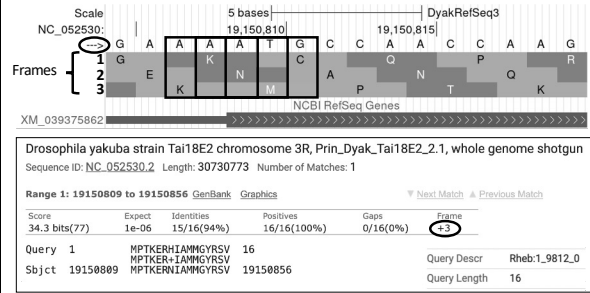 Scale 5 bases DyakRefSeq3
NC_052530: 19,150,810 19,150,815
---> G A A A A T G C C A A C C A A G
Frames
1 G K C Q P R
2 E N A N Q
3 K M P T K
NCBI RefSeq Genes
XM_039375862 >>>>>>>>>>>>>>>>>>>>>>>>>>>>>>
Drosophila yakuba strain Tai18E2 chromosome 3R, Prin_Dyak_Tai18E2_2.1, whole genome shotgun
Sequence ID: NC_052530.2 Length: 30730773 Number of Matches: 1
Range 1: 19150809 to 19150856 GenBank Graphics ▼ Next Match ▲ Previous Match
Score Expect Identities Positives Gaps Frame
34.3 bits(77) 1e-06 15/16(94%) 16/16(100%) 0/16(0%) +3
Query 1 MPTKERHIAMMGYRSV 16
MPTKER+IAMMGYRSV
Sbjct 19150809 MPTKERNIAMMGYRSV 19150856
Query Descr Rheb:1_9812_0
Query Length 16